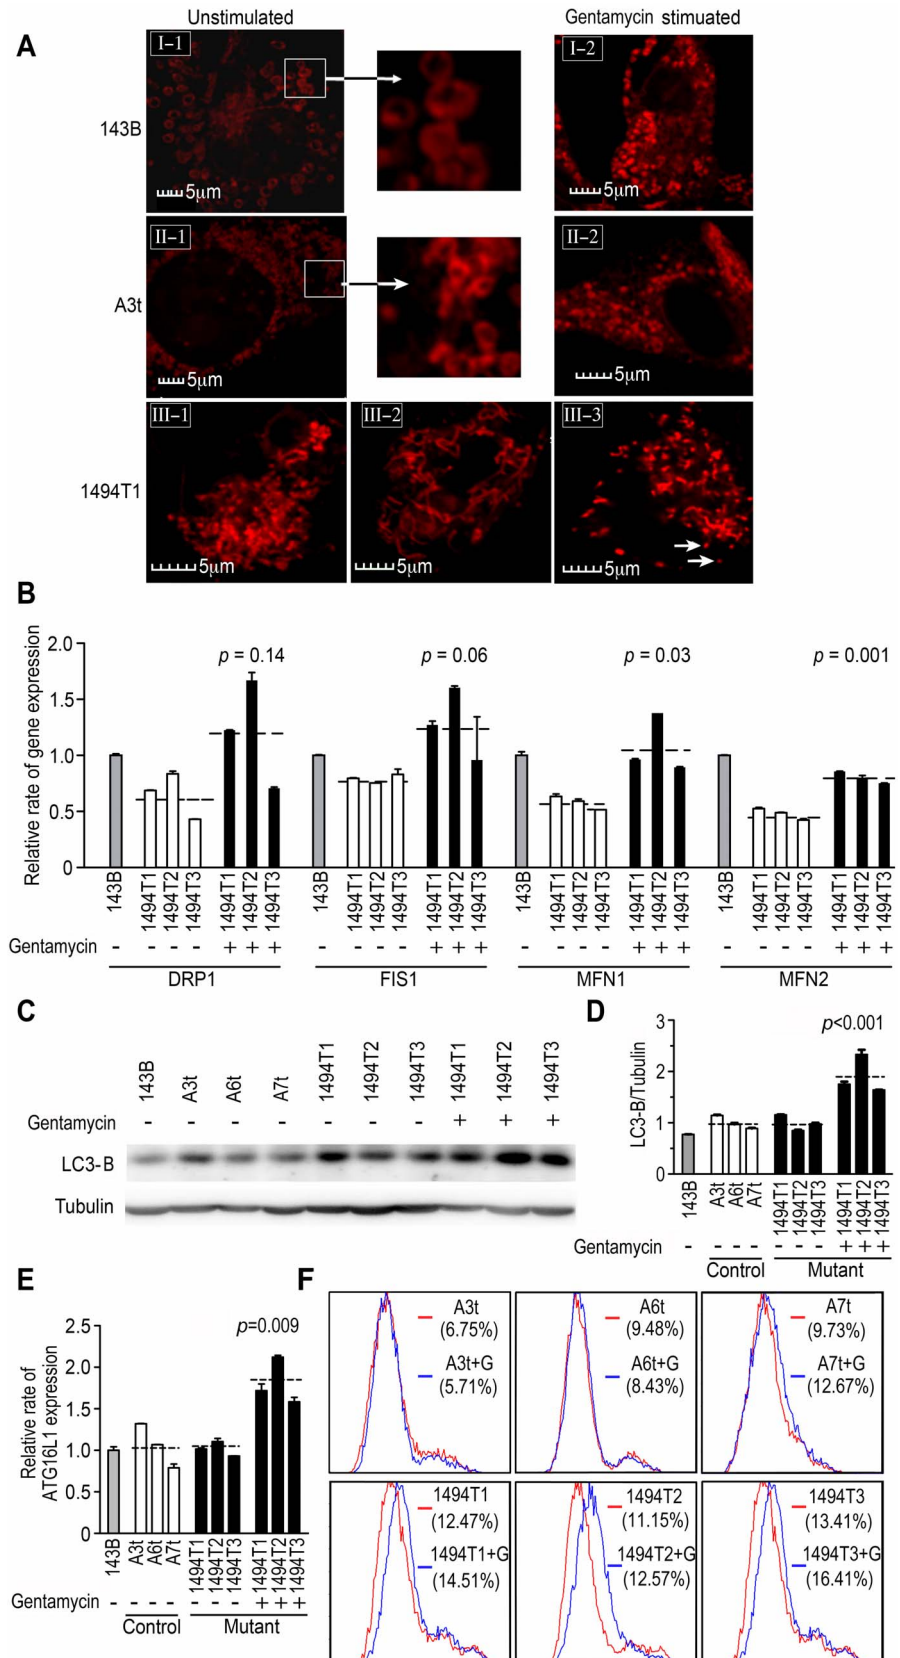 Unstimulated
Gentamycin stimuated
A
I-1
I-2
143B
5μm
5μm
II-1
II-2
A3t
5μm
5μm
III-1
III-2
III-3
1494T1
5μm
5μm
5μm
B
Relative rate of gene expression
2.0
1.5
1.0
0.5
0
p = 0.14
p = 0.06
p = 0.03
p = 0.001
143B 1494T1 1494T2 1494T3 1494T1 1494T2 1494T3
143B 1494T1 1494T2 1494T3 1494T1 1494T2 1494T3
143B 1494T1 1494T2 1494T3 1494T1 1494T2 1494T3
143B 1494T1 1494T2 1494T3 1494T1 1494T2 1494T3
Gentamycin - - - - + + + - - - - + + + - - - - + + + - - - - + + +
DRP1
FIS1
MFN1
MFN2
C
143B A3t A6t A7t 1494T1 1494T2 1494T3 1494T1 1494T2 1494T3
Gentamycin - - - - - - - + + +
LC3-B
Tubulin
D
LC3-B/Tubulin
3
2
1
0
p<0.001
143B A3t A6t A7t 1494T1 1494T2 1494T3 1494T1 1494T2 1494T3
Gentamycin - - - - - - - + + +
Control
Mutant
E
Relative rate of
ATG16L1 expression
2.5
2.0
1.5
1.0
0.5
0
p=0.009
143B A3t A6t A7t 1494T1 1494T2 1494T3 1494T1 1494T2 1494T3
Gentamycin - - - - - - - + + +
Control
Mutant
F
A3t
(6.75%)
A3t+G
(5.71%)
A6t
(9.48%)
A6t+G
(8.43%)
A7t
(9.73%)
A7t+G
(12.67%)
1494T1
(12.47%)
1494T1+G
(14.51%)
1494T2
(11.15%)
1494T2+G
(12.57%)
1494T3
(13.41%)
1494T3+G
(16.41%)